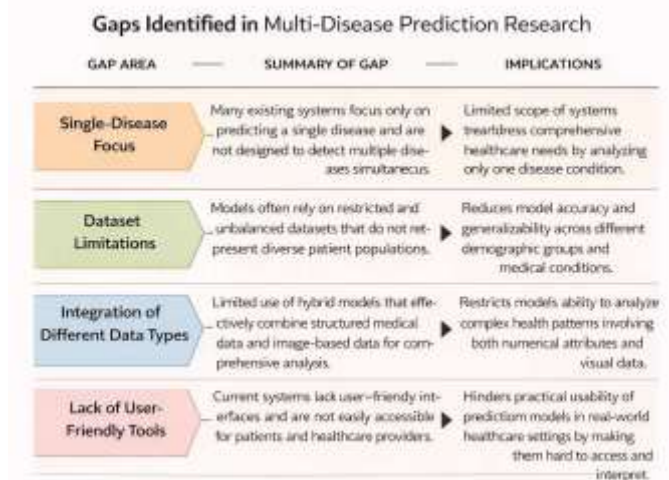 Gaps Identified in Multi-Disease Prediction Research
GAP AREA
SUMMARY OF GAP
IMPLICATIONS
Single-Disease
Focus
Many existing systems focus only on
predicting a single disease and are
not designed to detect multiple dise-
ases simultanecus
Limited scope of systems
treartdress comprehensive
healthcare needs by analyzing
only one disease condition.
Dataset
Limitations
Models often rely on restricted and
unbalanced datasets that do not ret-
present diverse patient populations.
Reduces model accuracy and
generalizability across different
demographic groups and
medical conditions.
Integration of
Different Data Types
Limited use of hybrid models that effe-
ctively combine structured medical
data and image-based data for com-
prehensive analysis.
Restricts models ability to analyze
complex health patterns involving
both numerical attributes and
visual data.
Lack of User-
Friendly Tools
Current systems lack user-friendly int-
erfaces and are not easily accessible
for patients and healthcare providers.
Hinders practical usability of
predictiom models in real-world
healthcare settings by making
them hard to access and
interpret.